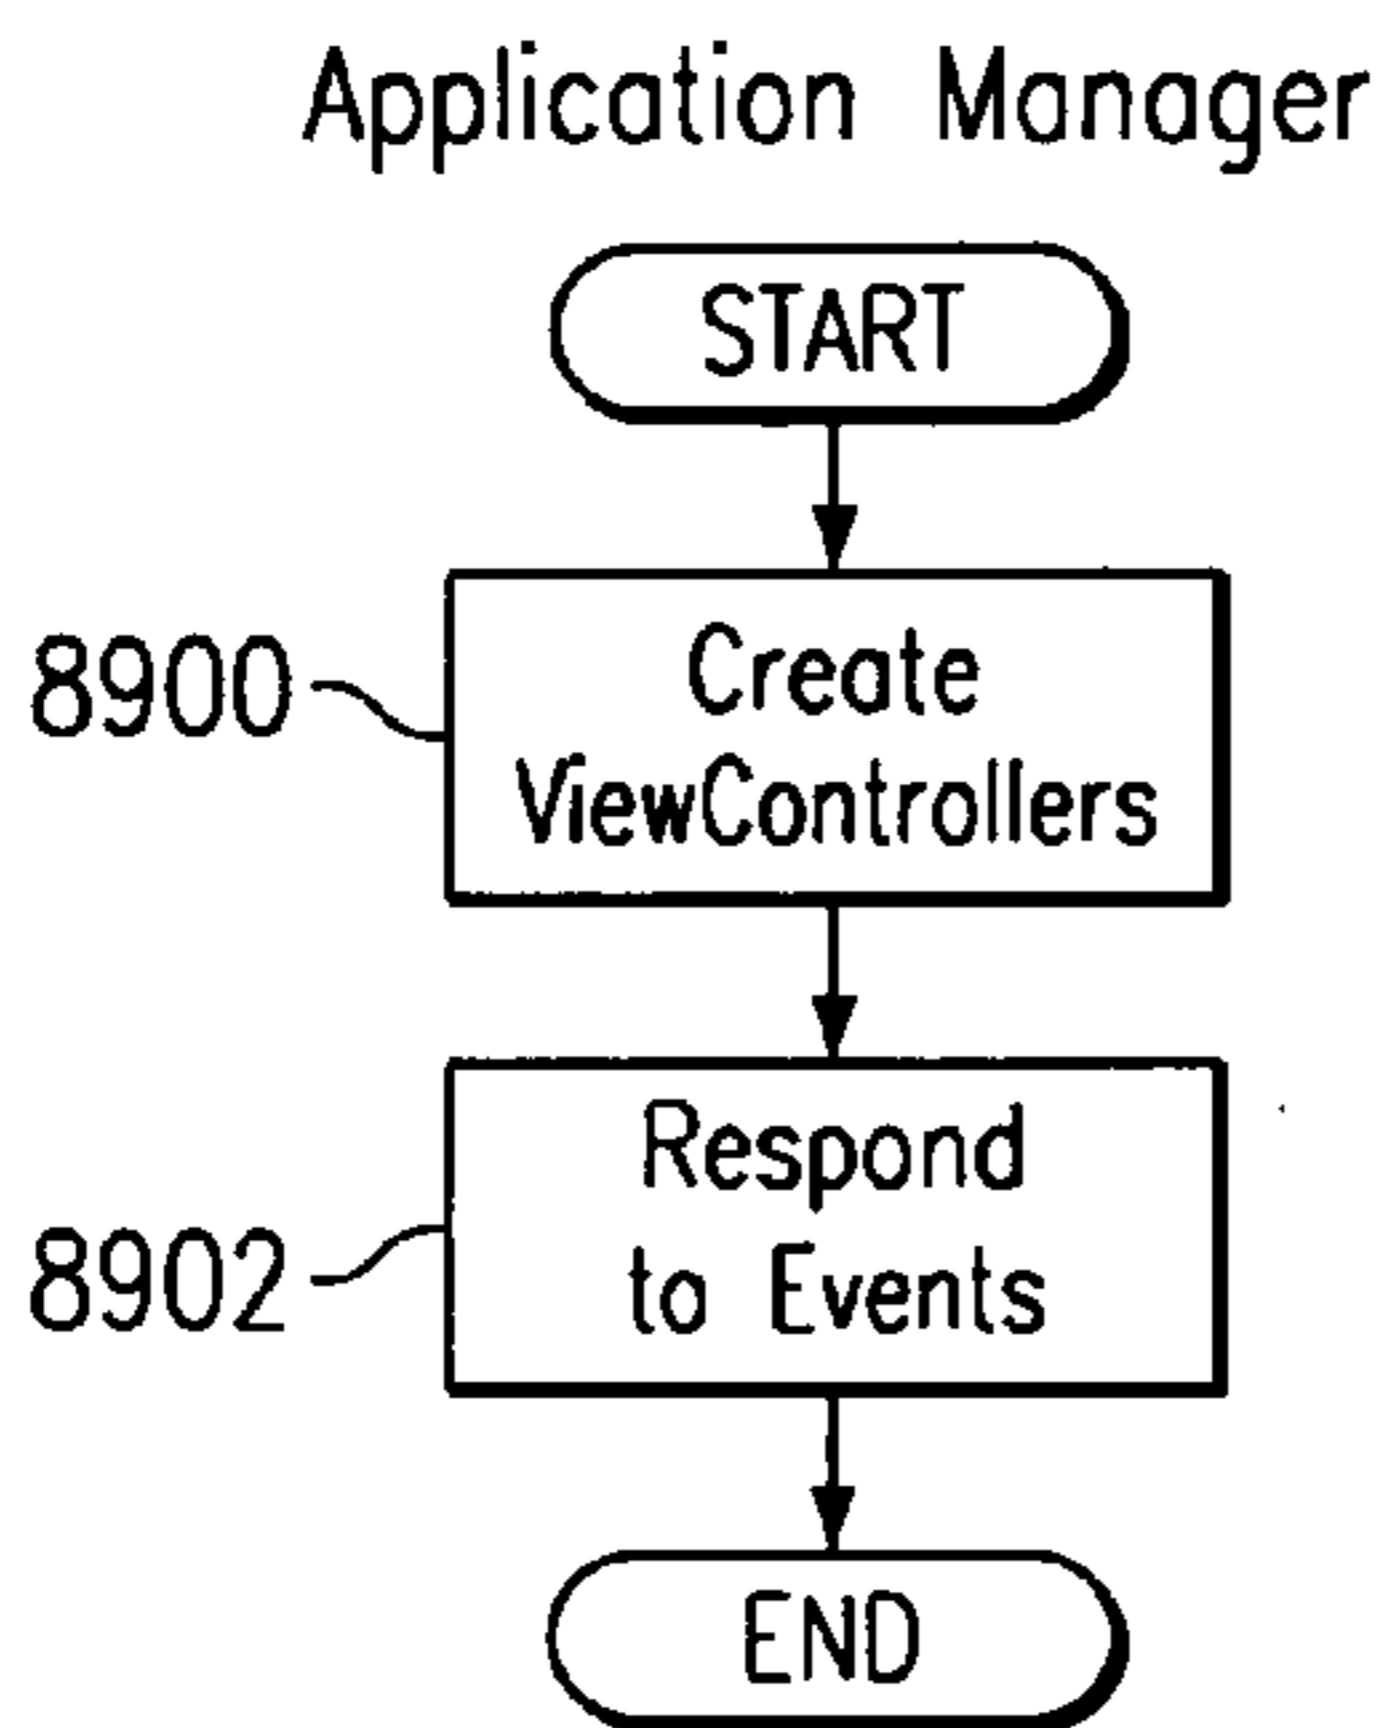 Application Manager
START
8900
Create
ViewControllers
8902
Respond
to Events
END